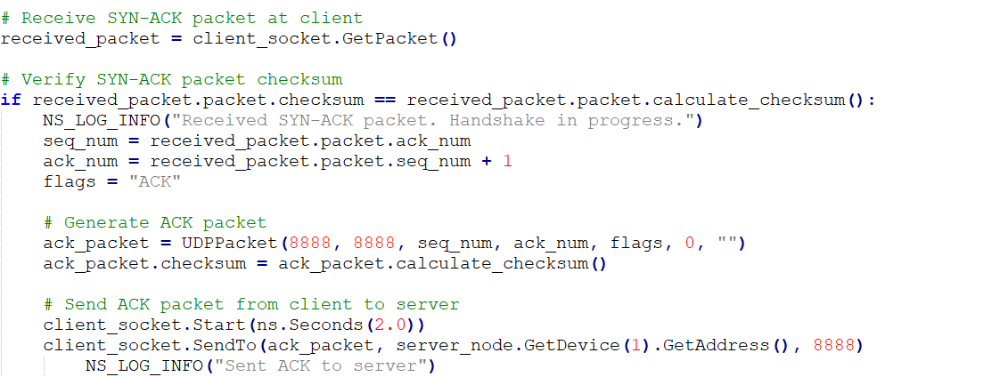 # Receive SYN-ACK packet at client
received_packet = client_socket.GetPacket()
# Verify SYN-ACK packet checksum
if received_packet.packet.checksum == received_packet.packet.calculate_checksum():
    NS_LOG_INFO("Received SYN-ACK packet. Handshake in progress.")
    seq_num = received_packet.packet.ack_num
    ack_num = received_packet.packet.seq_num + 1
    flags = "ACK"
    # Generate ACK packet
    ack_packet = UDPPacket(8888, 8888, seq_num, ack_num, flags, 0, "")
    ack_packet.checksum = ack_packet.calculate_checksum()
    # Send ACK packet from client to server
    client_socket.Start(ns.Seconds(2.0))
    client_socket.SendTo(ack_packet, server_node.GetDevice(1).GetAddress(), 8888)
        NS_LOG_INFO("Sent ACK to server")